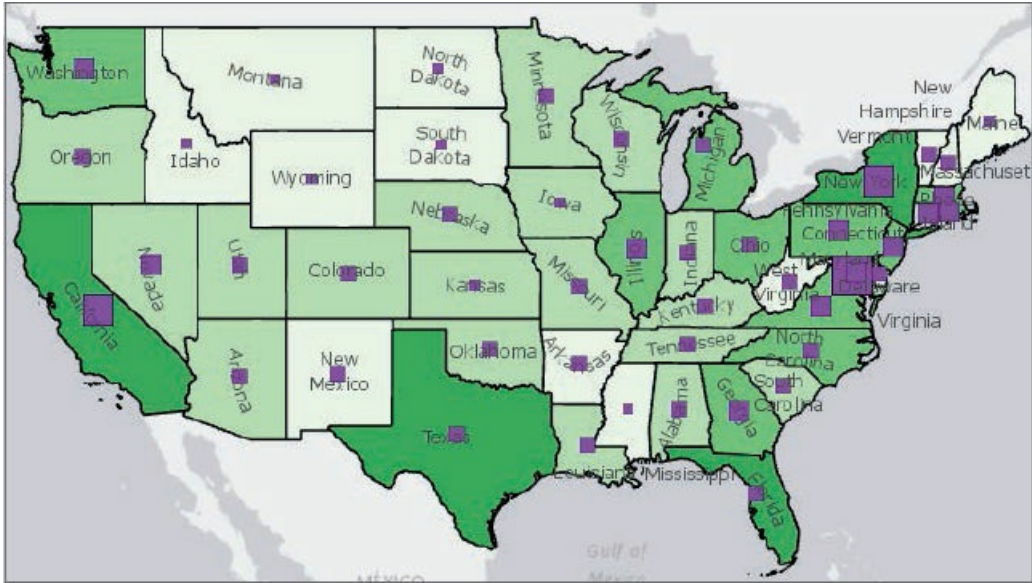 Washington
Montana
North
Dakota
Minnesota
Wisconsin
Michigan
New
Hampshire
Vermont
Maine
Massachuset
Oregon
Idaho
South
Dakota
Wyoming
New York
Nebraska
Iowa
Illinois
Indiana
Ohio
Pennsylvania
Connecticut
Maryland
Delaware
Nevada
Utah
Colorado
Kansas
Missouri
West
Virginia
Kentucky
Virginia
California
Arizona
New
Mexico
Oklahoma
Arkansas
Tennessee
North
Carolina
South
Carolina
Texas
Louisiana
Mississippi
Alabama
Georgia
Florida
Gulf of